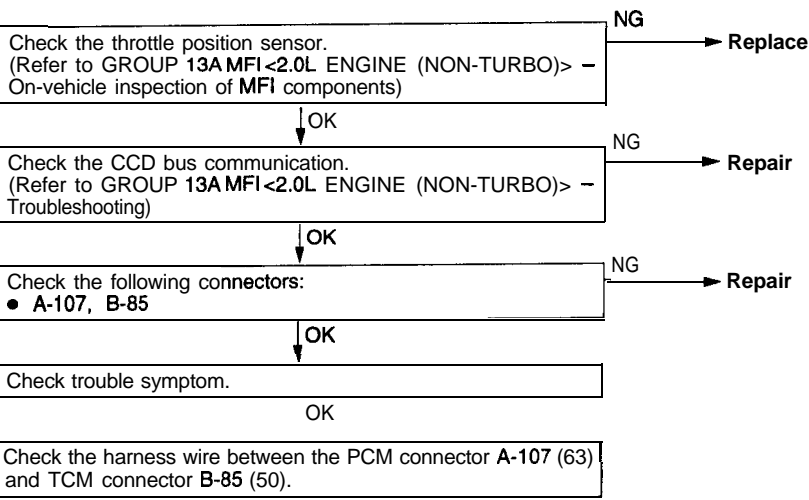 NG
Check the throttle position sensor.
(Refer to GROUP 13A MFI <2.0L ENGINE (NON-TURBO)> –
On-vehicle inspection of MFI components)
Replace
OK
NG
Check the CCD bus communication.
(Refer to GROUP 13A MFI <2.0L ENGINE (NON-TURBO)> –
Troubleshooting)
Repair
OK
NG
Check the following connectors:
• A-107, B-85
Repair
OK
Check trouble symptom.
OK
Check the harness wire between the PCM connector A-107 (63)
and TCM connector B-85 (50).